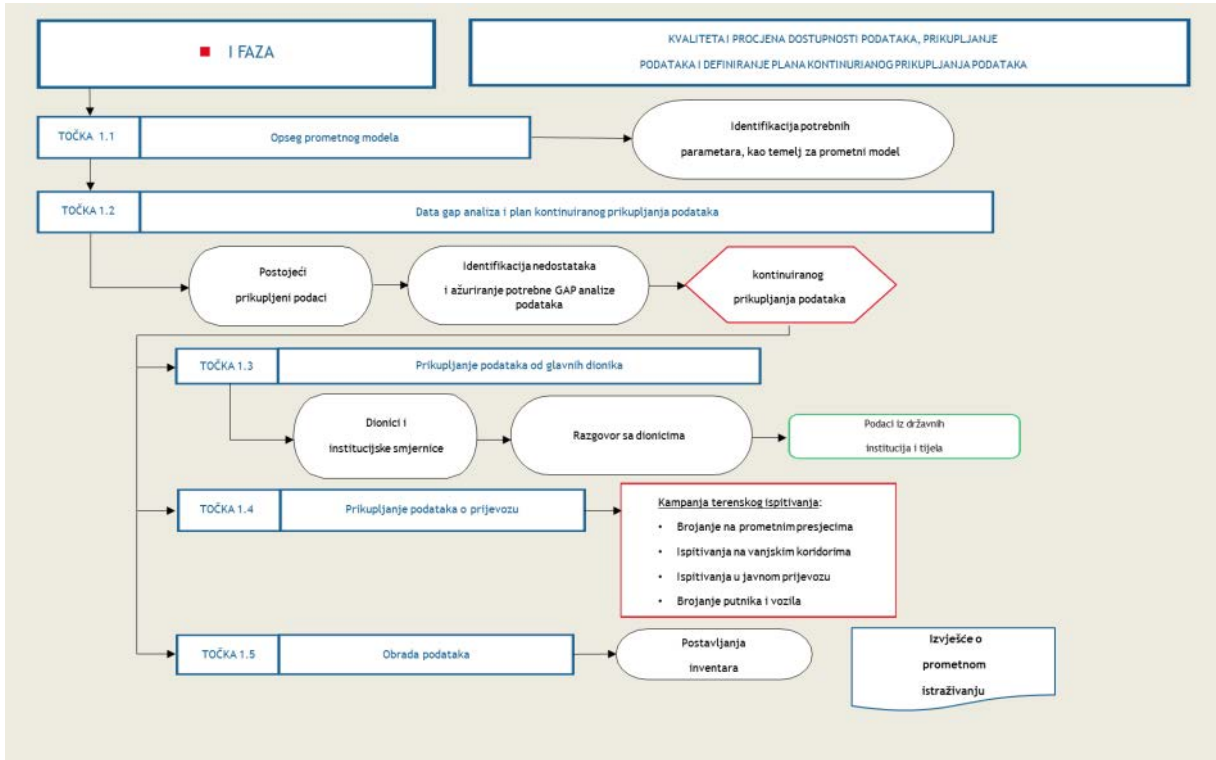 I FAZA
KVALITETA I PROCJENA DOSTUPNOSTI PODATAKA, PRIKUPLJANJE
PODATAKA I DEFINIRANJE PLANA KONTINURIANOG PRIKUPLJANJA PODATAKA
TOČKA 1.1
Opseg prometnog modela
Identifikacija potrebnih
parametara, kao temelj za prometni model
TOČKA 1.2
Data gap analiza i plan kontinuiranog prikupljanja podataka
Postojeći
prikupljeni podaci
Identifikacija nedostataka
i ažuriranje potrebne GAP analize
podataka
kontinuiranog
prikupljanja podataka
TOČKA 1.3
Prikupljanje podataka od glavnih dionika
Dionici i
institucijske smjernice
Razgovor sa dionicima
Podaci iz državnih
institucija i tijela
TOČKA 1.4
Prikupljanje podataka o prijevozu
Kampanja terenskog ispitivanja:
• Brojanje na prometnim presjecima
• Ispitivanja na vanjskim koridorima
• Ispitivanja u javnom prijevozu
• Brojanje putnika i vozila
TOČKA 1.5
Obrada podataka
Postavljanja
inventara
Izvješće o
prometnom
istraživanju